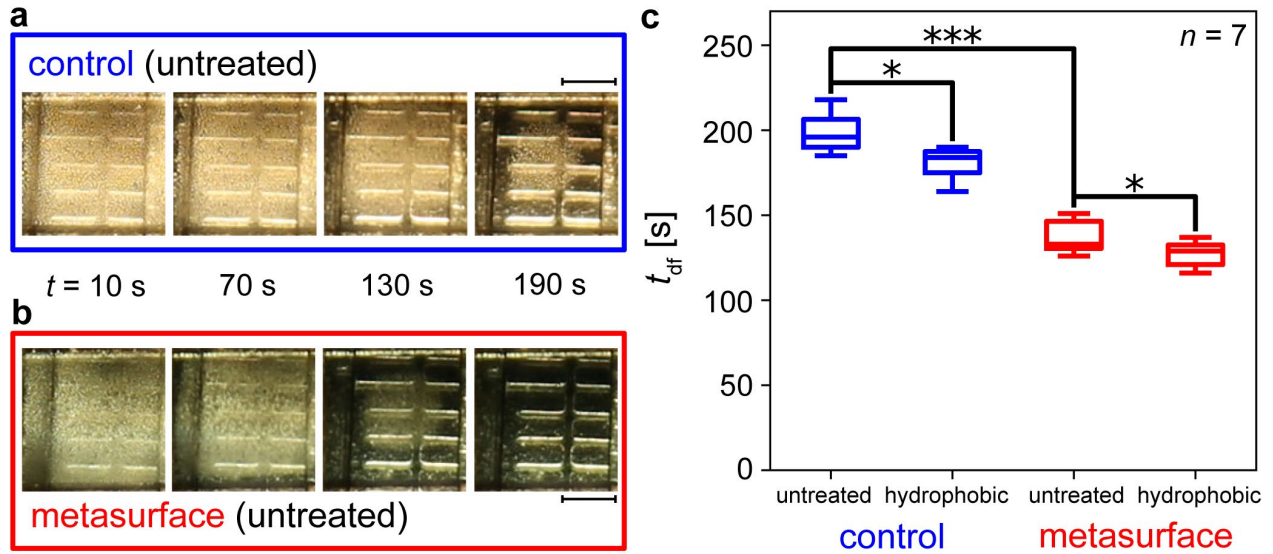 a
control (untreated)
t = 10 s
70 s
130 s
190 s
b
metasurface (untreated)
c
n = 7
***
*
*
t_df [s]
250
200
150
100
50
0
untreated
hydrophobic
untreated
hydrophobic
control
metasurface